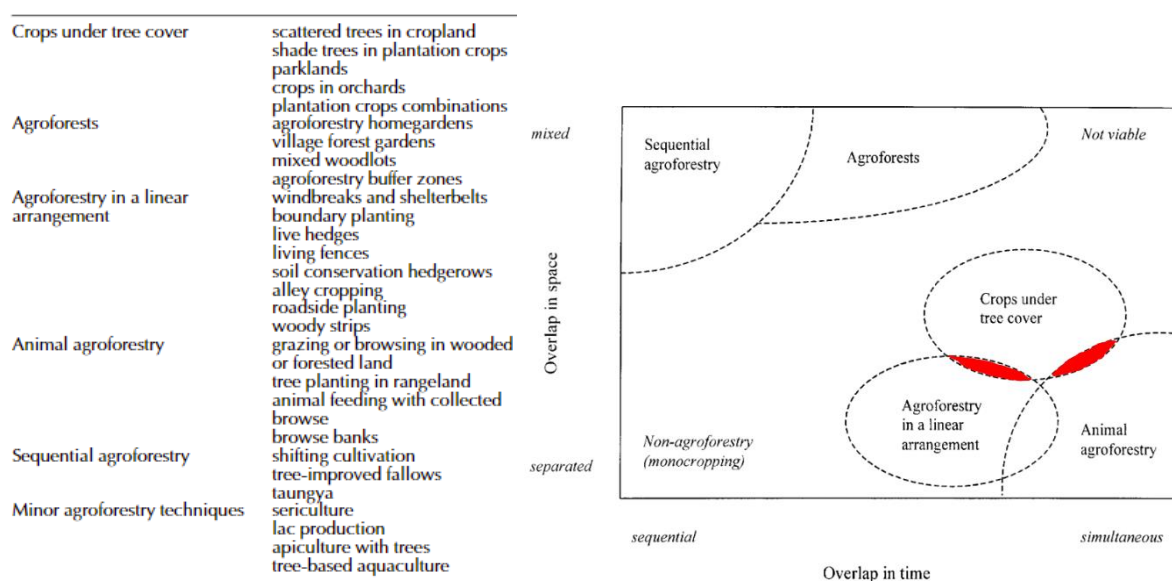 Crops under tree cover
scattered trees in cropland
shade trees in plantation crops
parklands
crops in orchards
plantation crops combinations
Agroforests
agroforestry homegardens
village forest gardens
mixed woodlots
agroforestry buffer zones
Agroforestry in a linear
arrangement
windbreaks and shelterbelts
boundary planting
live hedges
living fences
soil conservation hedgerows
alley cropping
roadside planting
woody strips
Animal agroforestry
grazing or browsing in wooded
or forested land
tree planting in rangeland
animal feeding with collected
browse
browse banks
Sequential agroforestry
shifting cultivation
tree-improved fallows
taungya
Minor agroforestry techniques
sericulture
lac production
apiculture with trees
tree-based aquaculture
mixed
Overlap in space
separated
Sequential
agroforestry
Agroforests
Not viable
Crops under
tree cover
Agroforestry
in a linear
arrangement
Animal
agroforestry
Non-agroforestry
(monocropping)
sequential
simultaneous
Overlap in time